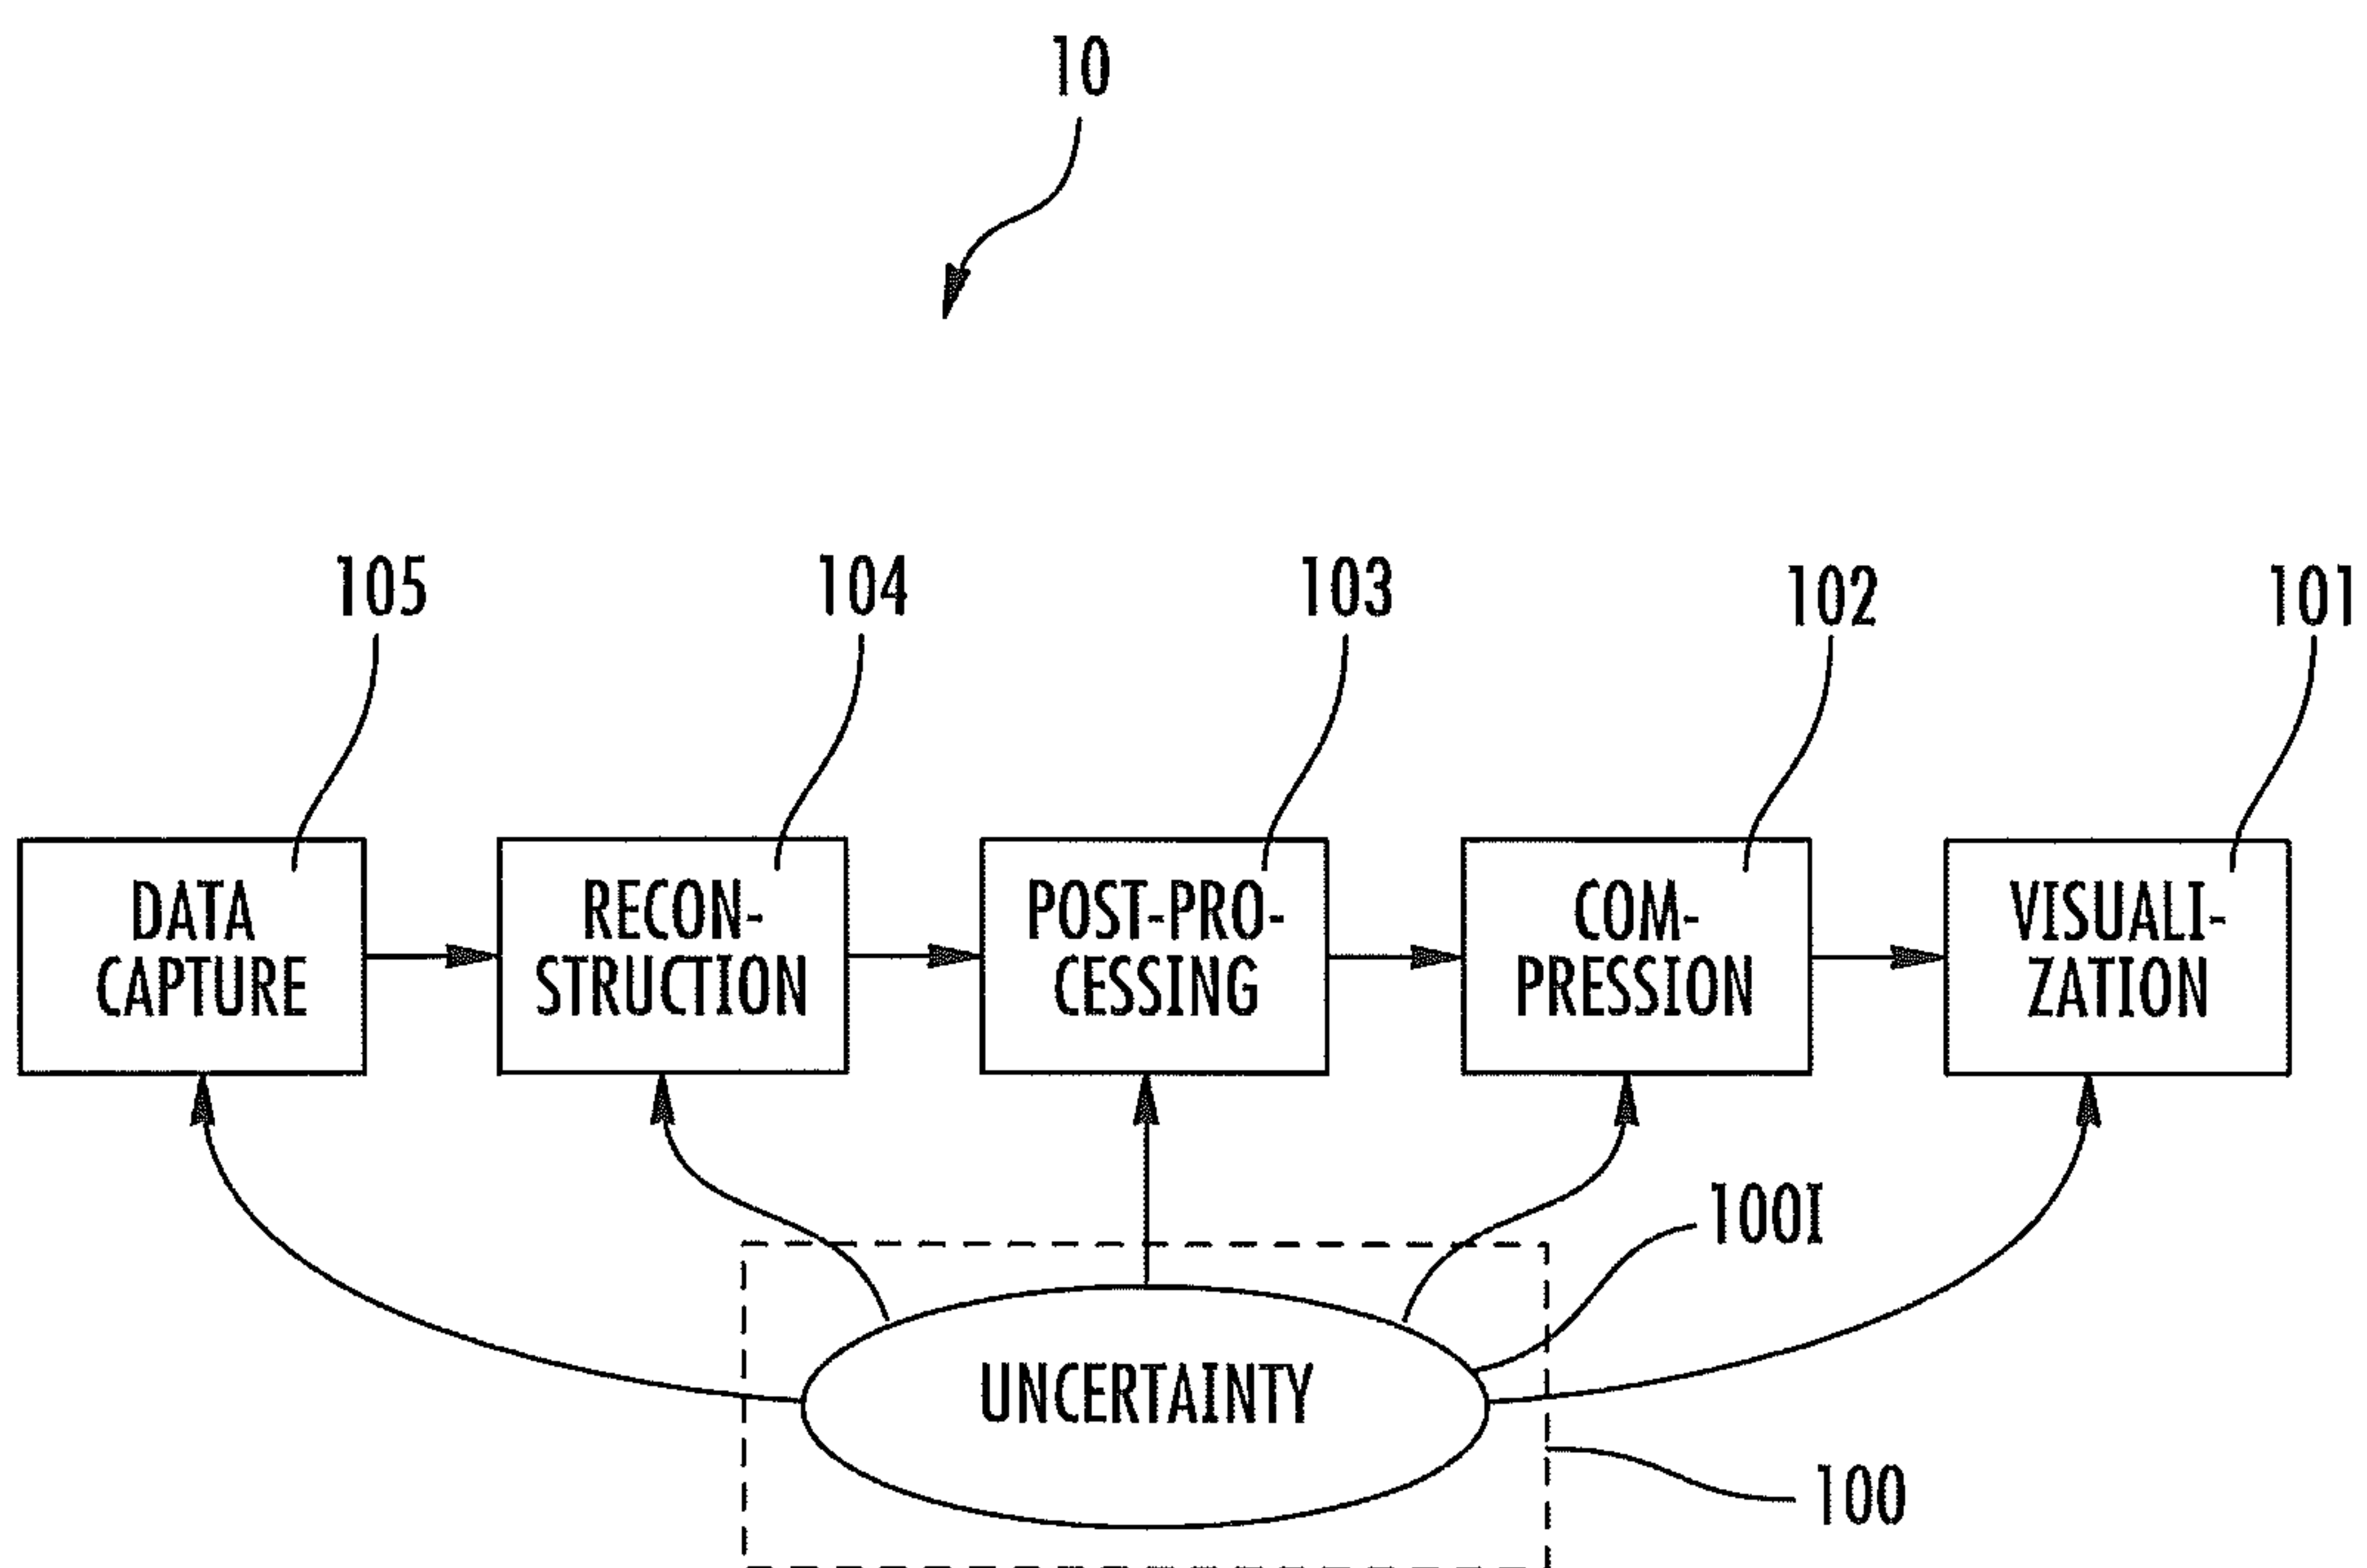 10
105
104
103
102
101
DATA
CAPTURE
RECON-
STRUCTION
POST-PRO-
CESSING
COM-
PRESSION
VISUALI-
ZATION
100I
UNCERTAINTY
100